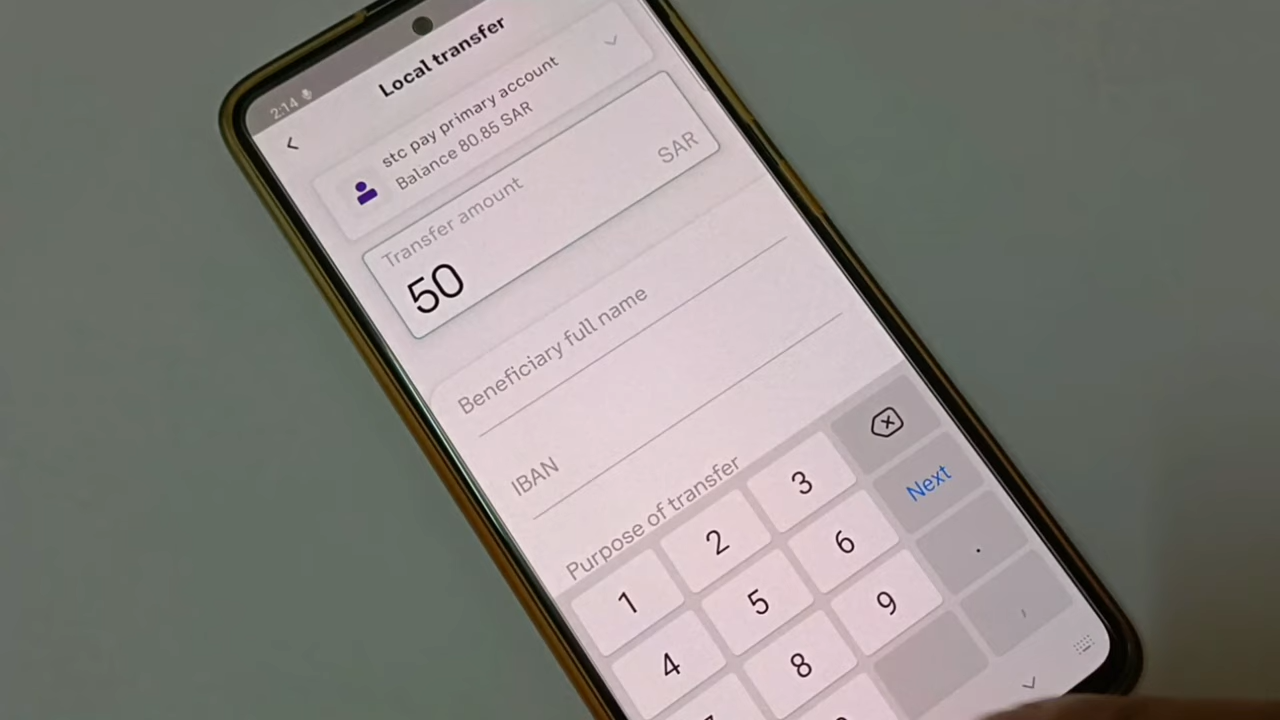 2:14
Local transfer
stc pay primary account
Balance 80.85 SAR
Transfer amount
50
SAR
Beneficiary full name
IBAN
Purpose of transfer
1 2 3
4 5 6 Next
8 9 .
,